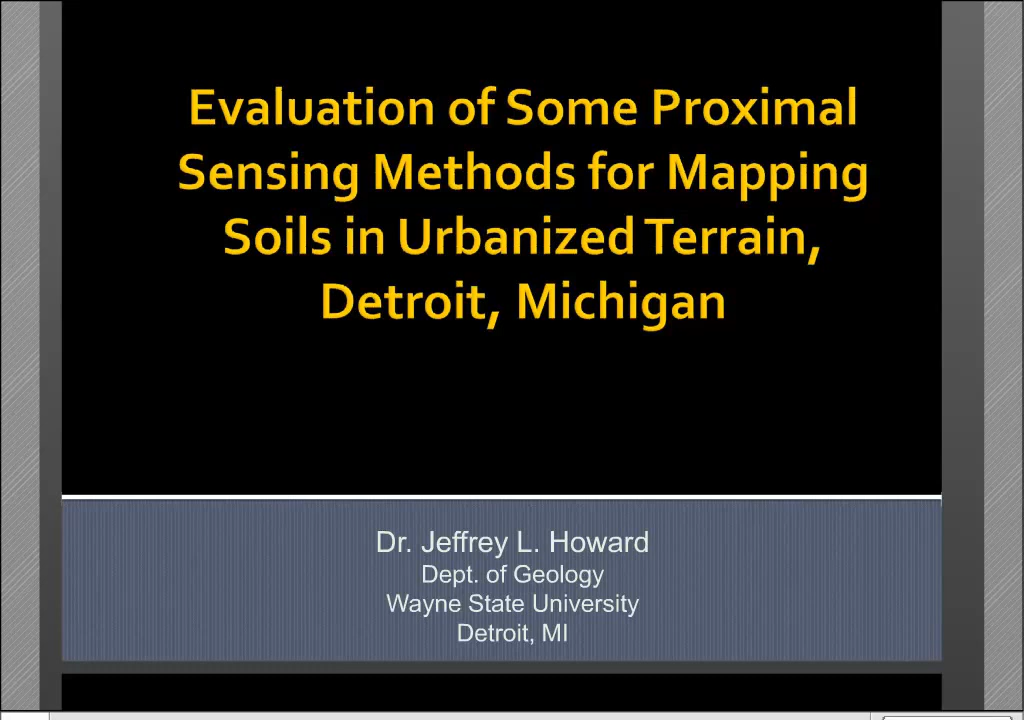 Evaluation of Some Proximal
Sensing Methods for Mapping
Soils in Urbanized Terrain,
Detroit, Michigan
Dr. Jeffrey L. Howard
Dept. of Geology
Wayne State University
Detroit, MI